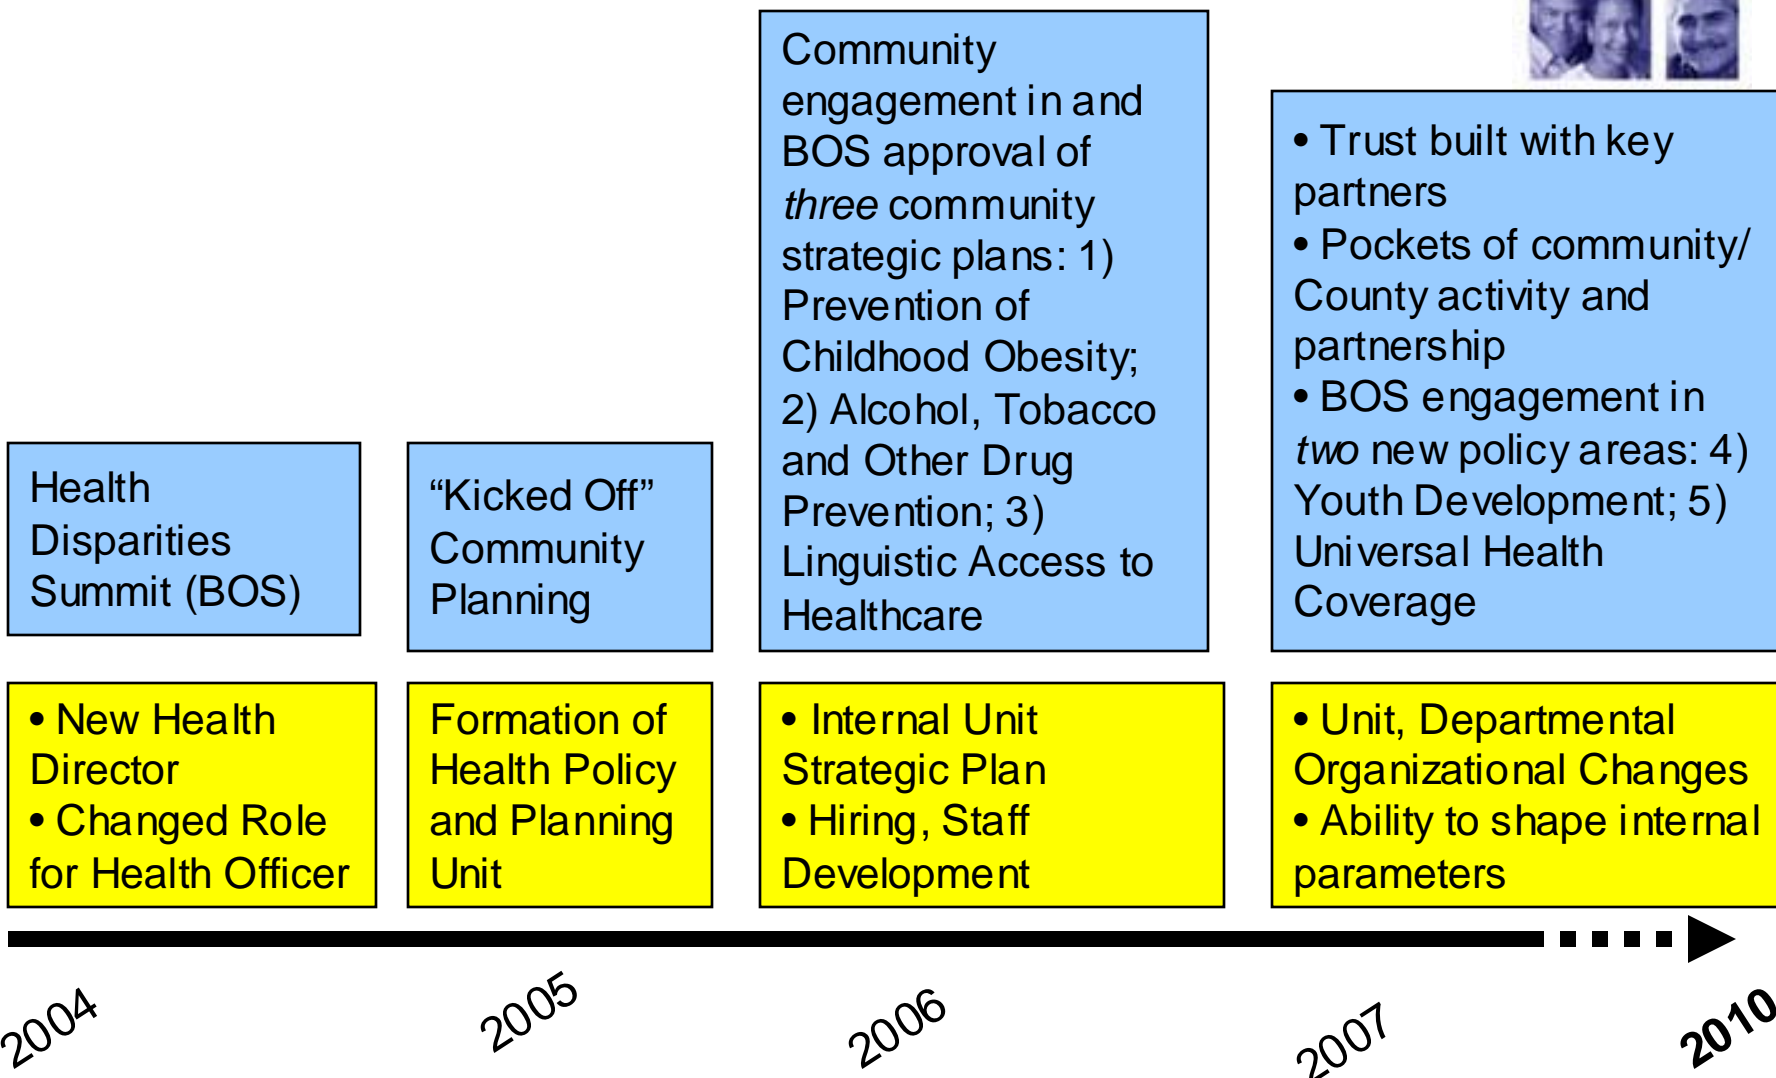 Health
Disparities
Summit (BOS)
“Kicked Off”
Community
Planning
Community
engagement in and
BOS approval of
three community
strategic plans: 1)
Prevention of
Childhood Obesity;
2) Alcohol, Tobacco
and Other Drug
Prevention; 3)
Linguistic Access to
Healthcare
• Trust built with key
partners
• Pockets of community/
County activity and
partnership
• BOS engagement in
two new policy areas: 4)
Youth Development; 5)
Universal Health
Coverage
• New Health
Director
• Changed Role
for Health Officer
Formation of
Health Policy
and Planning
Unit
• Internal Unit
Strategic Plan
• Hiring, Staff
Development
• Unit, Departmental
Organizational Changes
• Ability to shape internal
parameters
2004
2005
2006
2007
2010